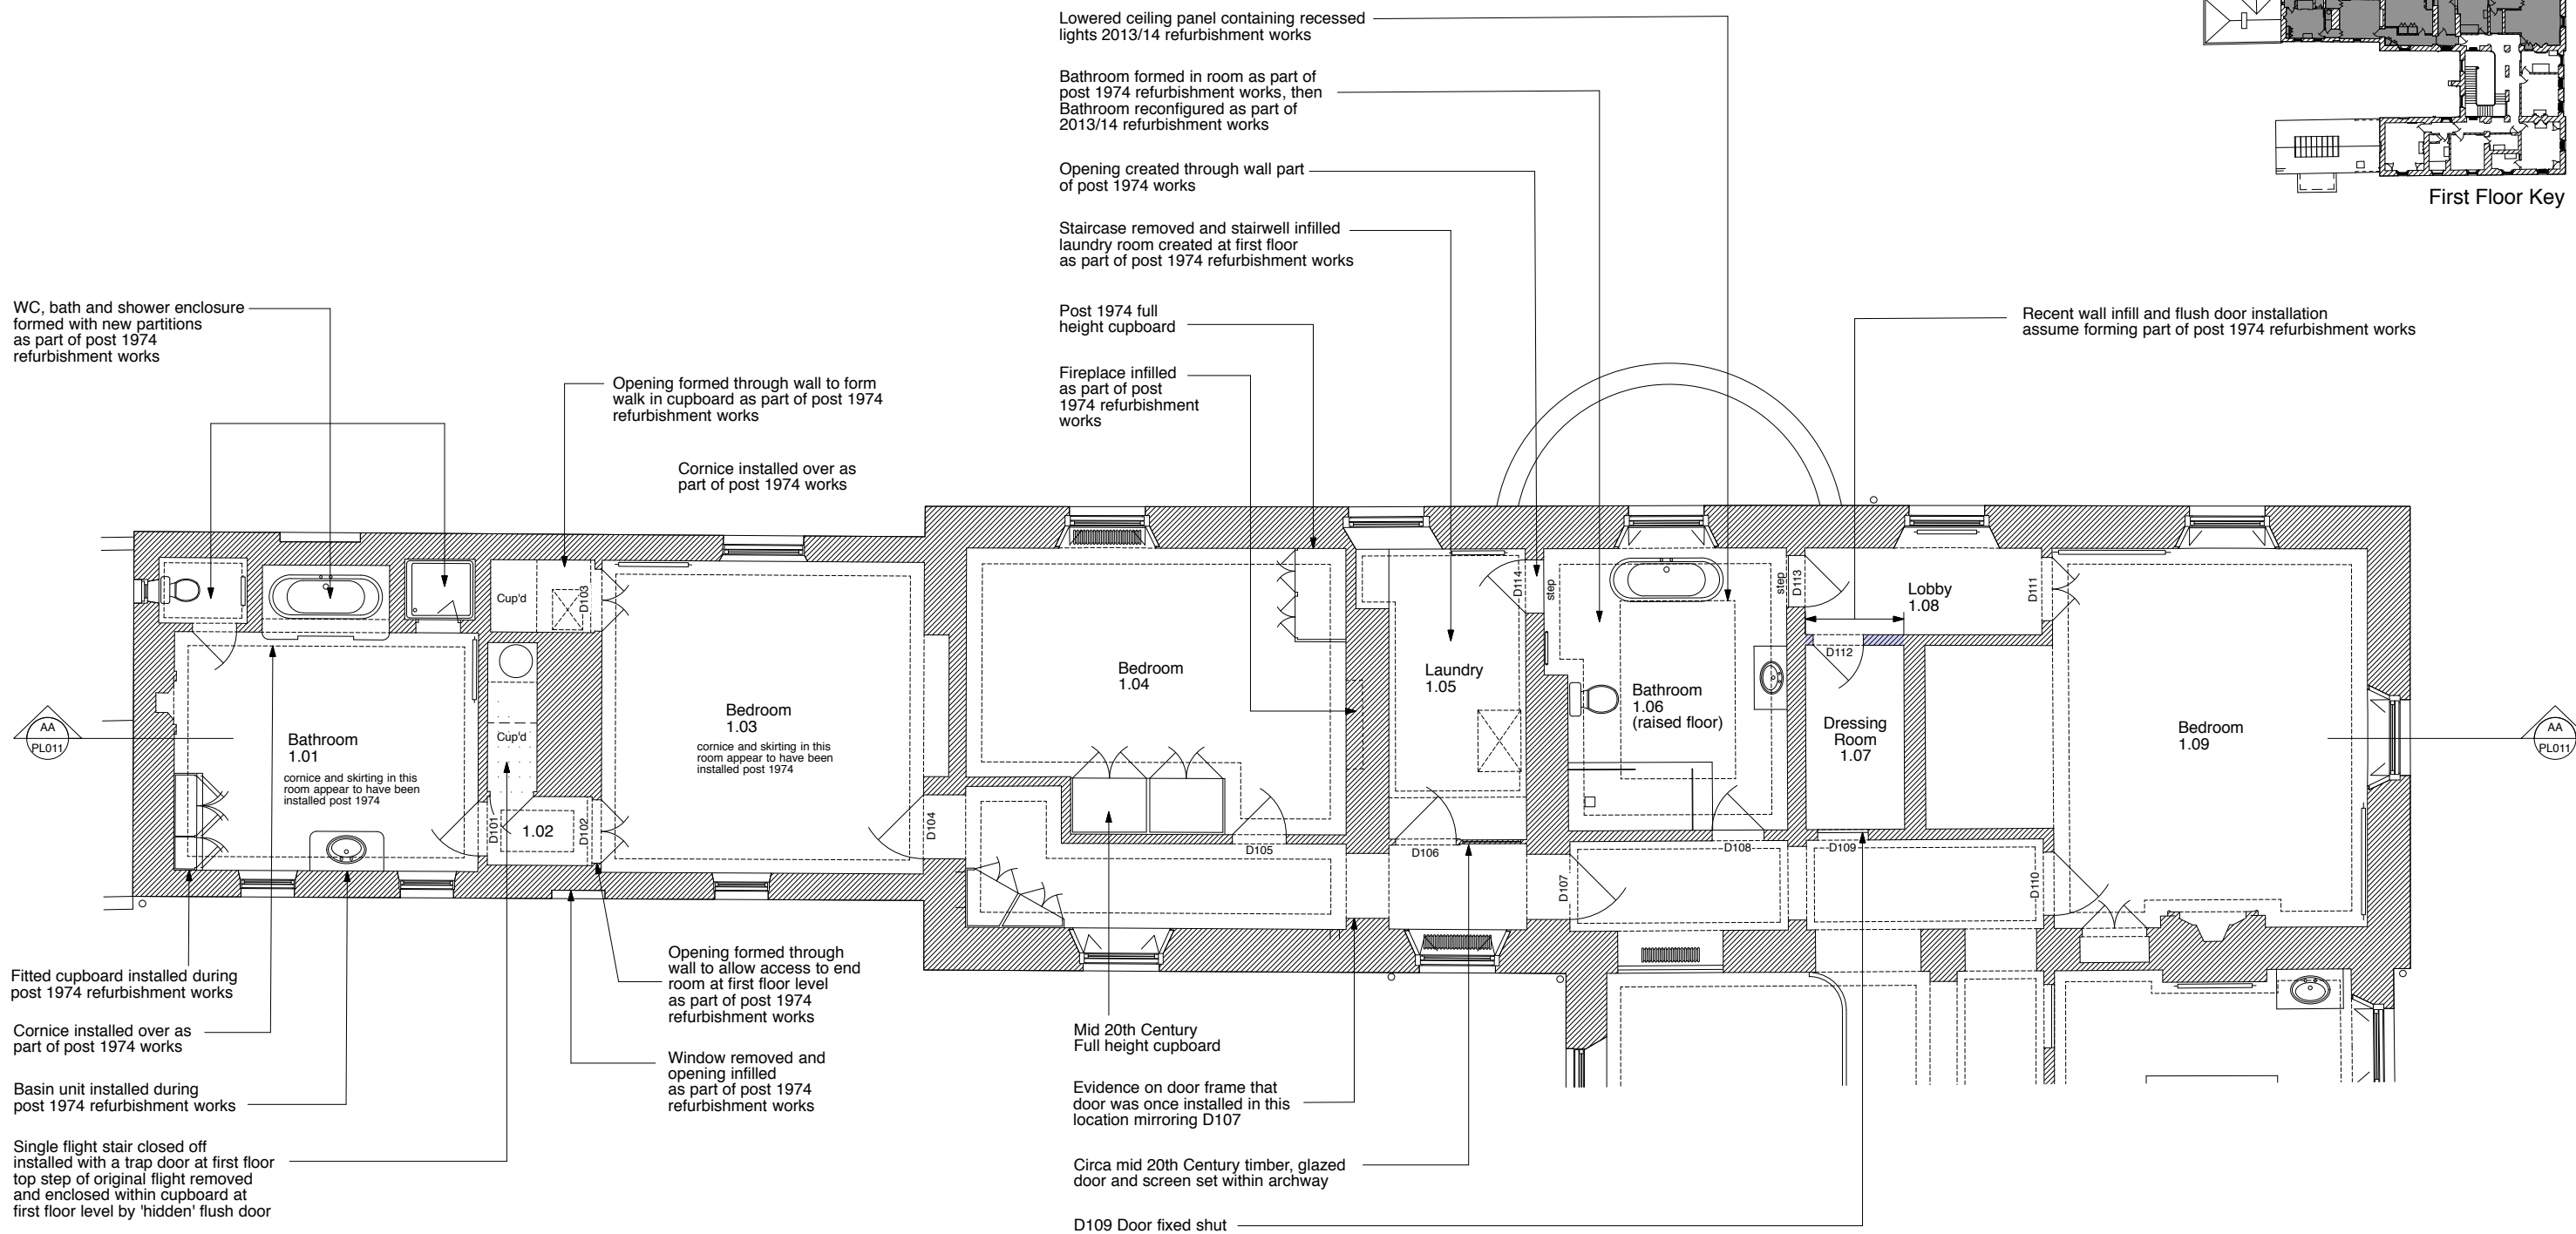 Lowered ceiling panel containing recessed
lights 2013/14 refurbishment works
Bathroom formed in room as part of
post 1974 refurbishment works, then
Bathroom reconfigured as part of
2013/14 refurbishment works
Opening created through wall part
of post 1974 works
Staircase removed and stairwell infilled
laundry room created at first floor
as part of post 1974 refurbishment works
Post 1974 full
height cupboard
Fireplace infilled
as part of post
1974 refurbishment
works
First Floor Key
Recent wall infill and flush door installation
assume forming part of post 1974 refurbishment works
WC, bath and shower enclosure
formed with new partitions
as part of post 1974
refurbishment works
Opening formed through wall to form
walk in cupboard as part of post 1974
refurbishment works
Cornice installed over as
part of post 1974 works
Cup'd
D103
D114
step
step
D113
Lobby
1.08
D111
Bedroom
1.04
Laundry
1.05
D112
Bathroom
1.06
(raised floor)
Bedroom
1.03
cornice and skirting in this
room appear to have been
installed post 1974
Dressing
Room
1.07
Bedroom
1.09
AA
PL011
Bathroom
1.01
cornice and skirting in this
room appear to have been
installed post 1974
Cup'd
AA
PL011
D101
1.02
D102
D104
D105
D106
D107
D108
D109
D110
Fitted cupboard installed during
post 1974 refurbishment works
Cornice installed over as
part of post 1974 works
Basin unit installed during
post 1974 refurbishment works
Single flight stair closed off
installed with a trap door at first floor
top step of original flight removed
and enclosed within cupboard at
first floor level by 'hidden' flush door
Opening formed through
wall to allow access to end
room at first floor level
as part of post 1974
refurbishment works
Window removed and
opening infilled
as part of post 1974
refurbishment works
Mid 20th Century
Full height cupboard
Evidence on door frame that
door was once installed in this
location mirroring D107
Circa mid 20th Century timber, glazed
door and screen set within archway
D109 Door fixed shut